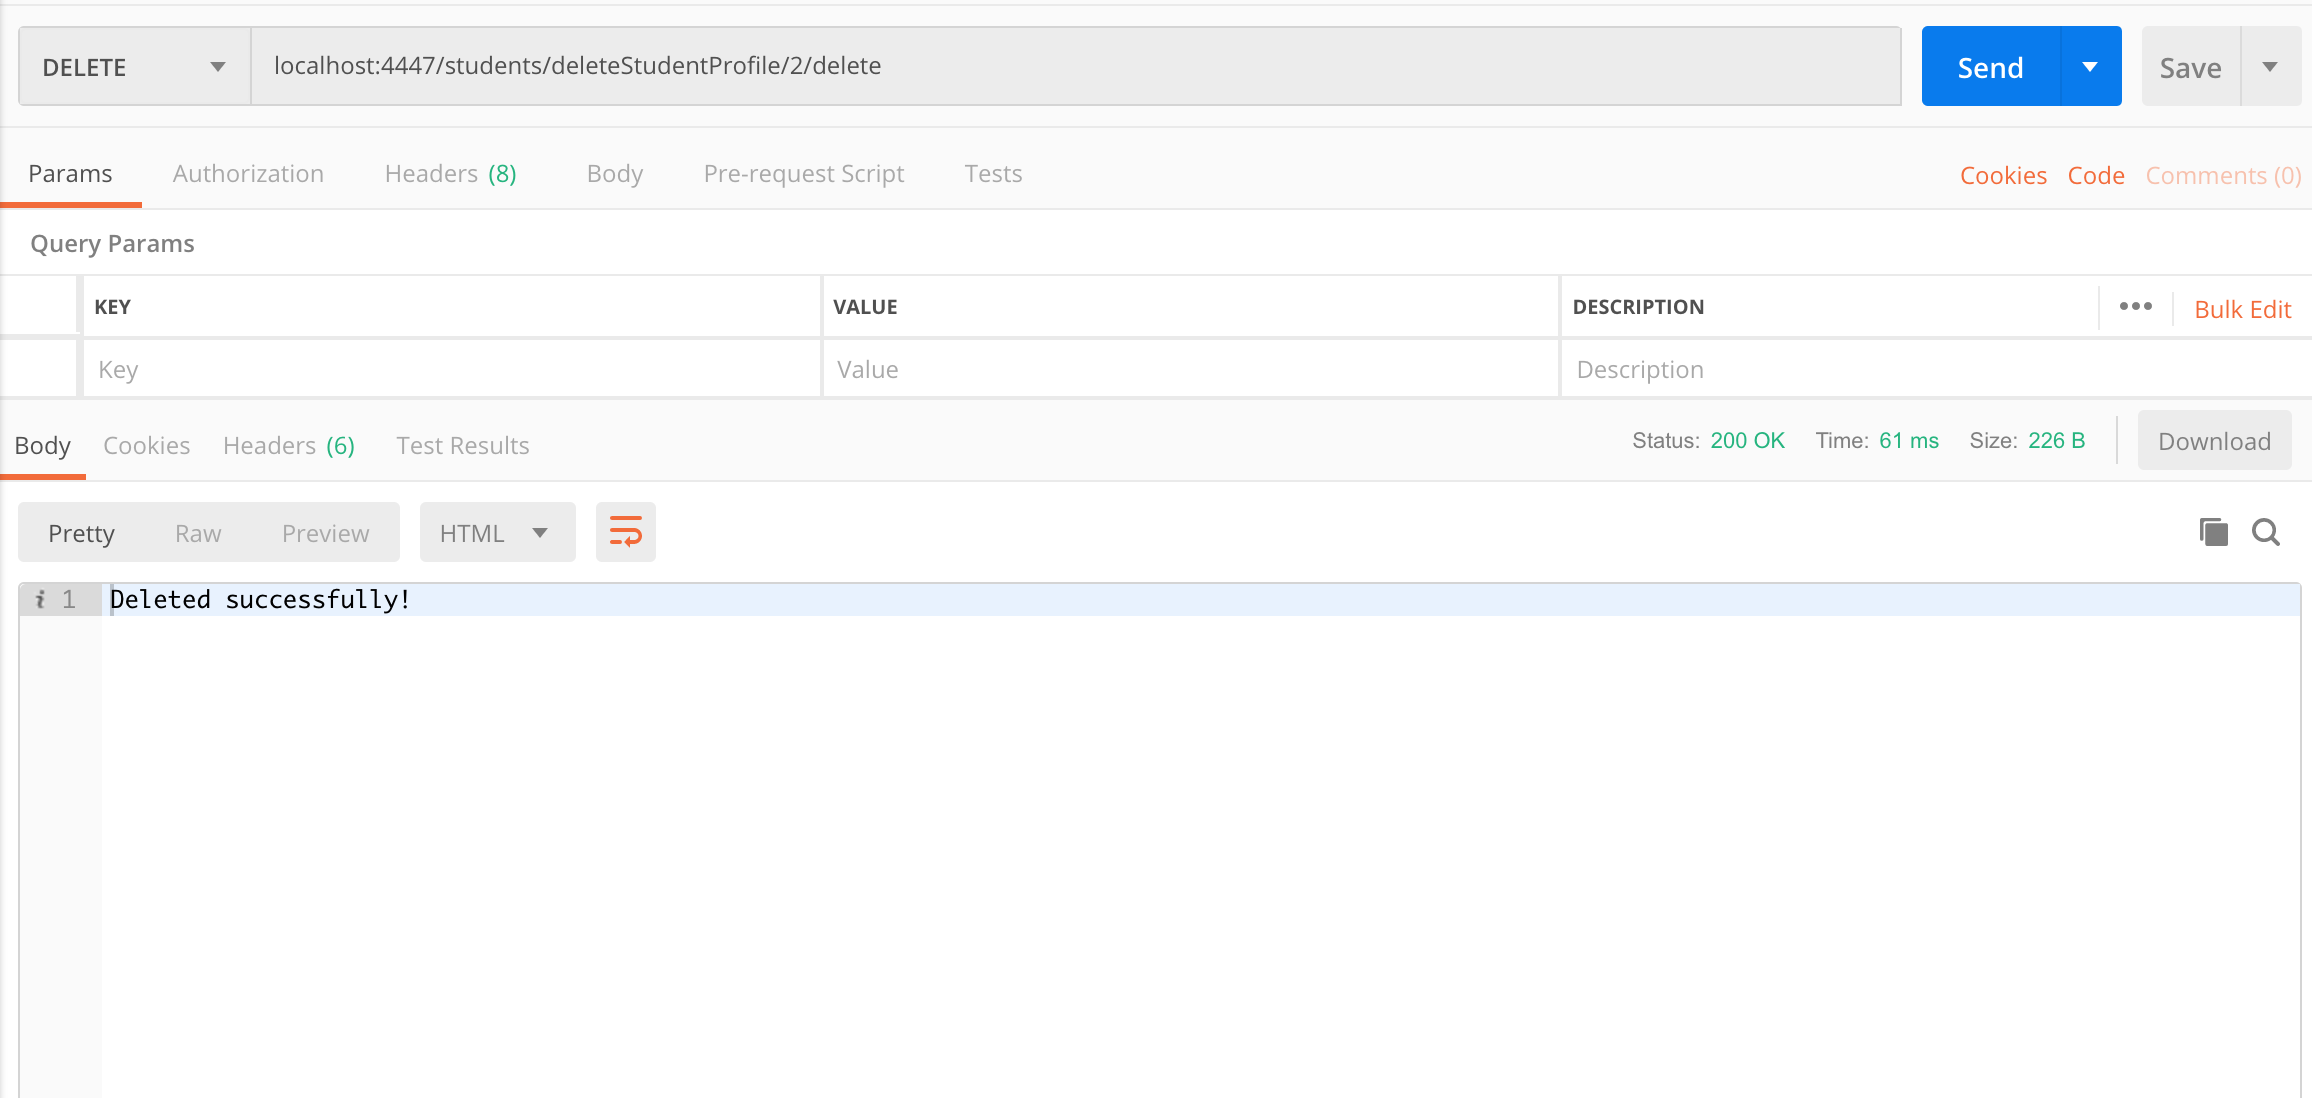 DELETE localhost:4447/students/deleteStudentProfile/2/delete Send Save
Params Authorization Headers (8) Body Pre-request Script Tests Cookies Code Comments (0)
Query Params
KEY VALUE DESCRIPTION ••• Bulk Edit
Key Value Description
Body Cookies Headers (6) Test Results Status: 200 OK Time: 61 ms Size: 226 B Download
Pretty Raw Preview HTML
i 1 Deleted successfully!